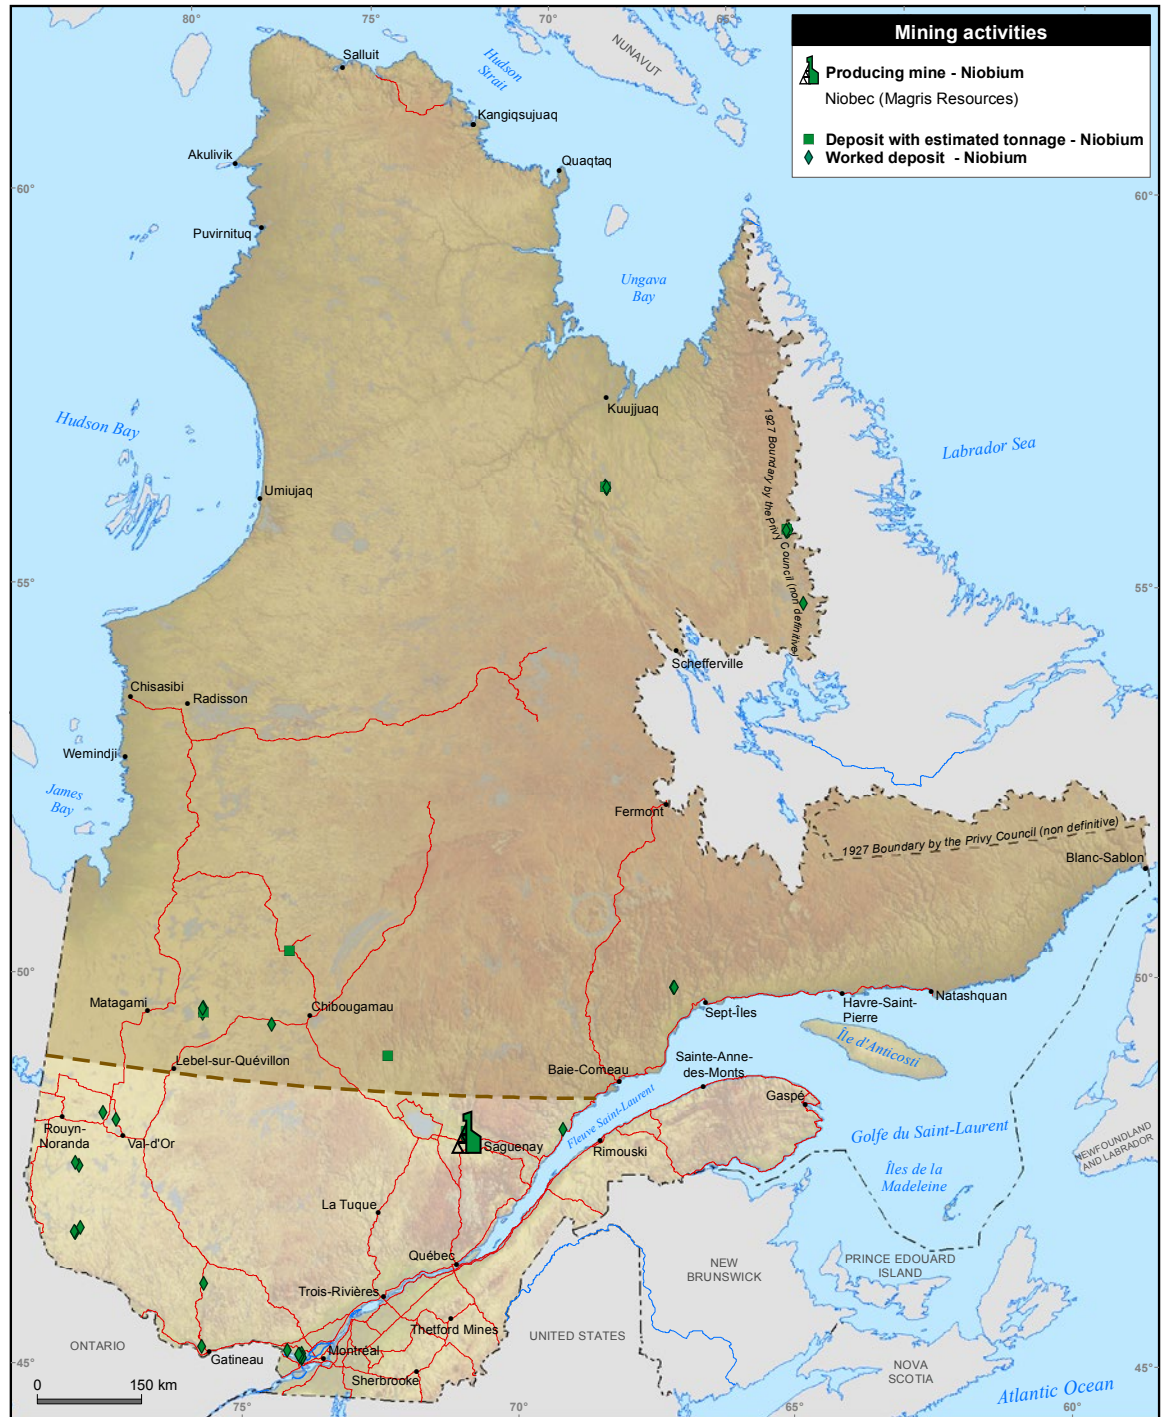 80°
75°
70°
Mining activities
Producing mine - Niobium
Niobec (Magris Resources)
Deposit with estimated tonnage - Niobium
Worked deposit - Niobium
NUNAVUT
Hudson
Strait
Salluit
Kangiqsujuaq
Akulivik
Quaqtaq
60°
60°
Puvirnituq
Ungava
Bay
Kuujjuaq
Hudson Bay
Labrador Sea
1927 Boundary by the Privy Council (non definitive)
Umiujaq
55°
55°
Schefferville
Chisasibi
Radisson
Wemindji
James
Bay
Fermont
1927 Boundary by the Privy Council (non definitive)
Blanc-Sablon
50°
50°
Matagami
Chibougamau
Sept-Îles
Havre-Saint-
Pierre
Natashquan
Île d'Anticosti
Lebel-sur-Quévillon
Baie-Comeau
Sainte-Anne-
des-Monts
Gaspé
Fleuve Saint-Laurent
Rouyn-
Noranda
Val-d'Or
Saguenay
Rimouski
Golfe du Saint-Laurent
NEWFOUNDLAND
AND LABRADOR
Îles de la
Madeleine
La Tuque
Québec
NEW
BRUNSWICK
PRINCE EDOUARD
ISLAND
Trois-Rivières
Thetford Mines
UNITED STATES
ONTARIO
Gatineau
Montréal
Sherbrooke
NOVA
SCOTIA
45°
45°
0
150 km
Atlantic Ocean
75°
70°
65°
60°